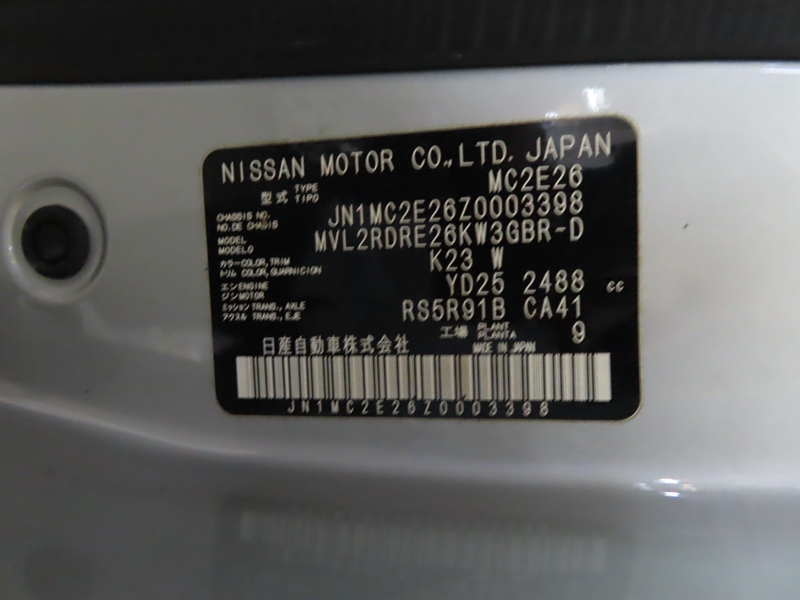 NISSAN MOTOR CO.,LTD. JAPAN
型式 TYPE TIPO MC2E26
CHASSIS NO. NO.DE CHASIS JN1MC2E26Z0003398
MODEL MODELO MVL2RDRE26KW3GBR-D
カラー COLOR,TRIM トリム COLOR,GUARNICION K23 W
エンジン ENGINE MOTOR YD25 2488 cc
ミッション TRANS., AXLE アクスル TRANS., EJE RS5R91B CA41
工場 PLANT PLANTA 9
日産自動車株式会社 MADE IN JAPAN
JN1MC2E26Z0003398